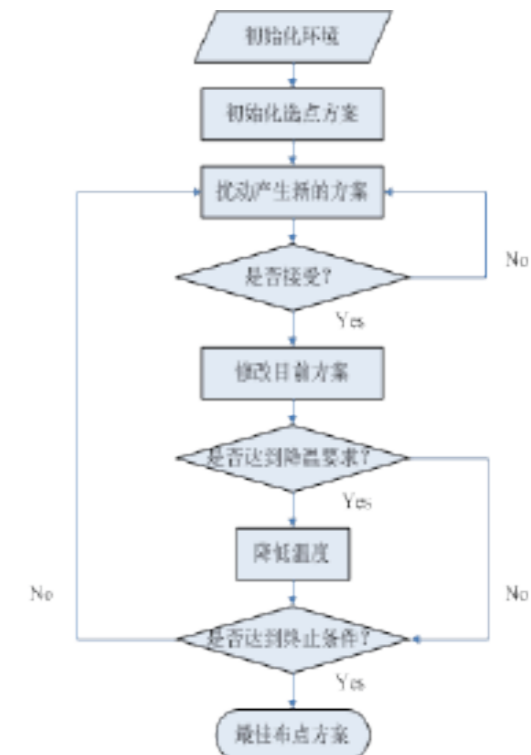 初始化环境
初始化选点方案
扰动产生新的方案
是否接受?
No
Yes
修改目前方案
是否达到降温要求?
Yes
降低温度
No
No
是否达到终止条件?
Yes
最佳布点方案